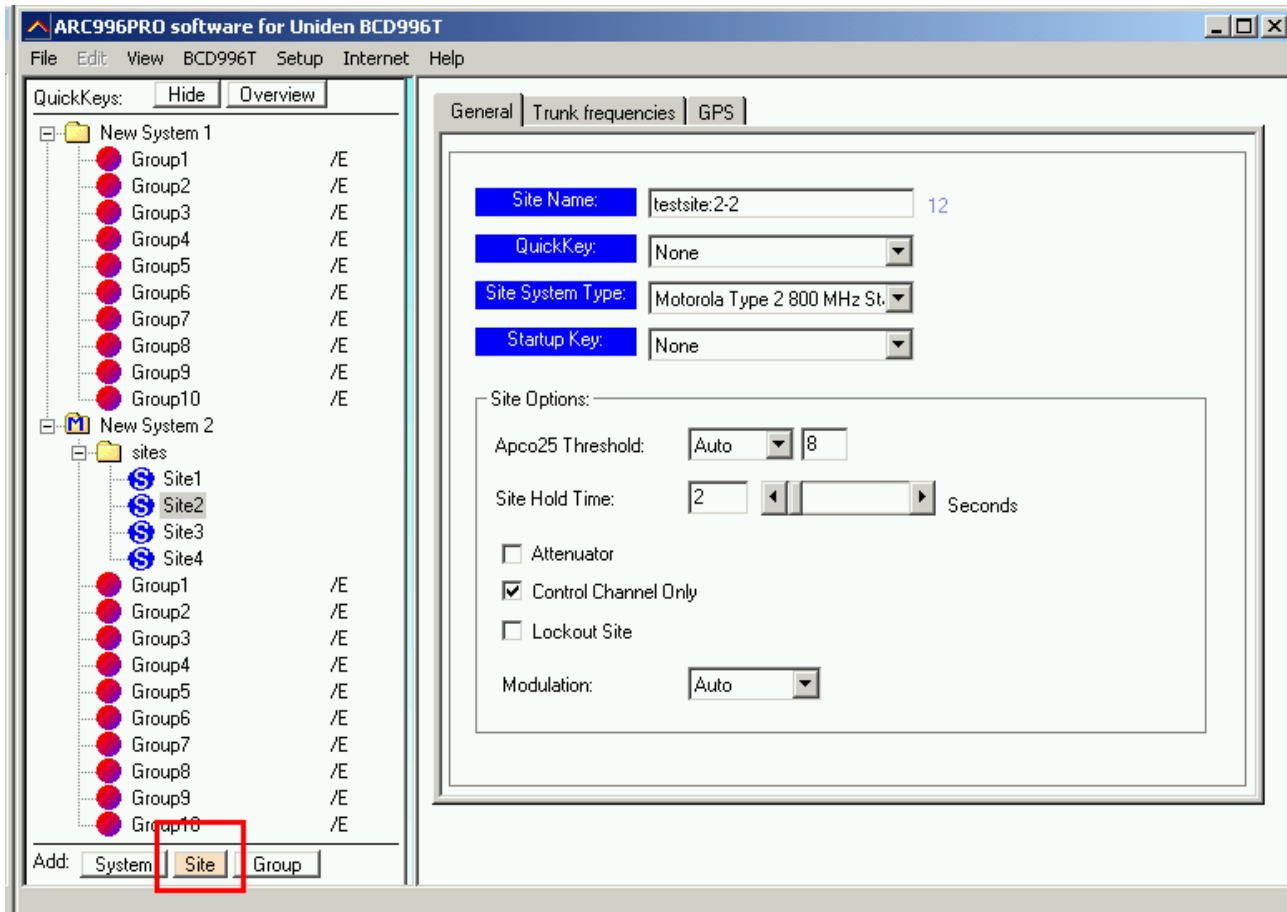 ARC996PRO software for Uniden BCD996T
File Edit View BCD996T Setup Internet Help
QuickKeys: Hide Overview
New System 1
Group1 /E
Group2 /E
Group3 /E
Group4 /E
Group5 /E
Group6 /E
Group7 /E
Group8 /E
Group9 /E
Group10 /E
New System 2
sites
Site1
Site2
Site3
Site4
Group1 /E
Group2 /E
Group3 /E
Group4 /E
Group5 /E
Group6 /E
Group7 /E
Group8 /E
Group9 /E
Group10 /E
Add: System Site Group
General Trunk frequencies GPS
Site Name: testsite:2-2 12
QuickKey: None
Site System Type: Motorola Type 2 800 MHz St
Startup Key: None
Site Options:
Apco25 Threshold: Auto 8
Site Hold Time: 2 Seconds
Attenuator
Control Channel Only
Lockout Site
Modulation: Auto